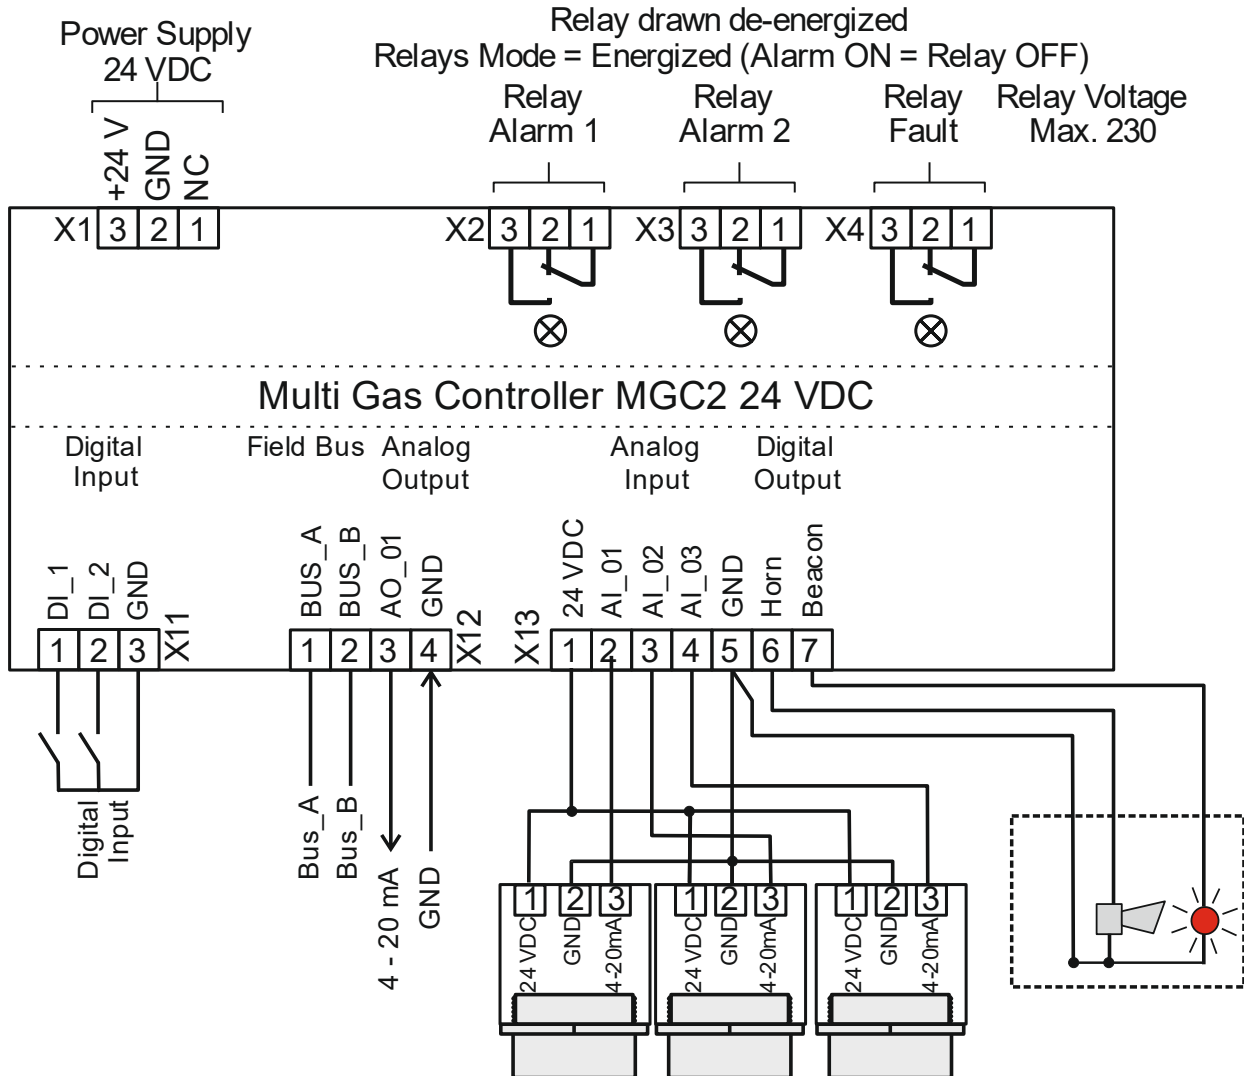 Relay drawn de-energized
Relays Mode = Energized (Alarm ON = Relay OFF)
Power Supply
24 VDC
+24 V
GND
NC
Relay
Alarm 1
Relay
Alarm 2
Relay
Fault
Relay Voltage
Max. 230
X1 3 2 1
X2 3 2 1
X3 3 2 1
X4 3 2 1
Multi Gas Controller MGC2 24 VDC
Digital
Input
Field Bus
Analog
Output
Analog
Input
Digital
Output
DI_1
DI_2
GND
BUS_A
BUS_B
AO_01
GND
24 VDC
AI_01
AI_02
AI_03
GND
Horn
Beacon
1 2 3 X11
1 2 3 4 X12
X13 1 2 3 4 5 6 7
Digital
Input
Bus_A
Bus_B
4 - 20 mA
GND
1 2 3
24 VDC
GND
4-20mA
1 2 3
24 VDC
GND
4-20mA
1 2 3
24 VDC
GND
4-20mA